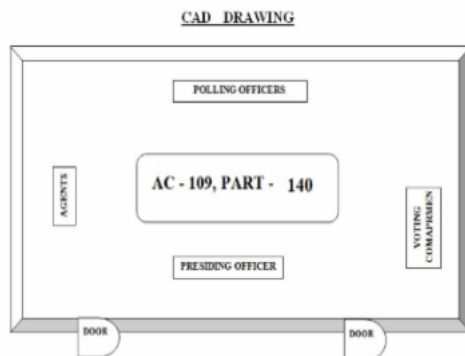 CAD DRAWING
POLLING OFFICERS
AGENTS
AC - 109, PART - 140
VOTING
COMAPRMEN
PRESIDING OFFICER
DOOR
DOOR